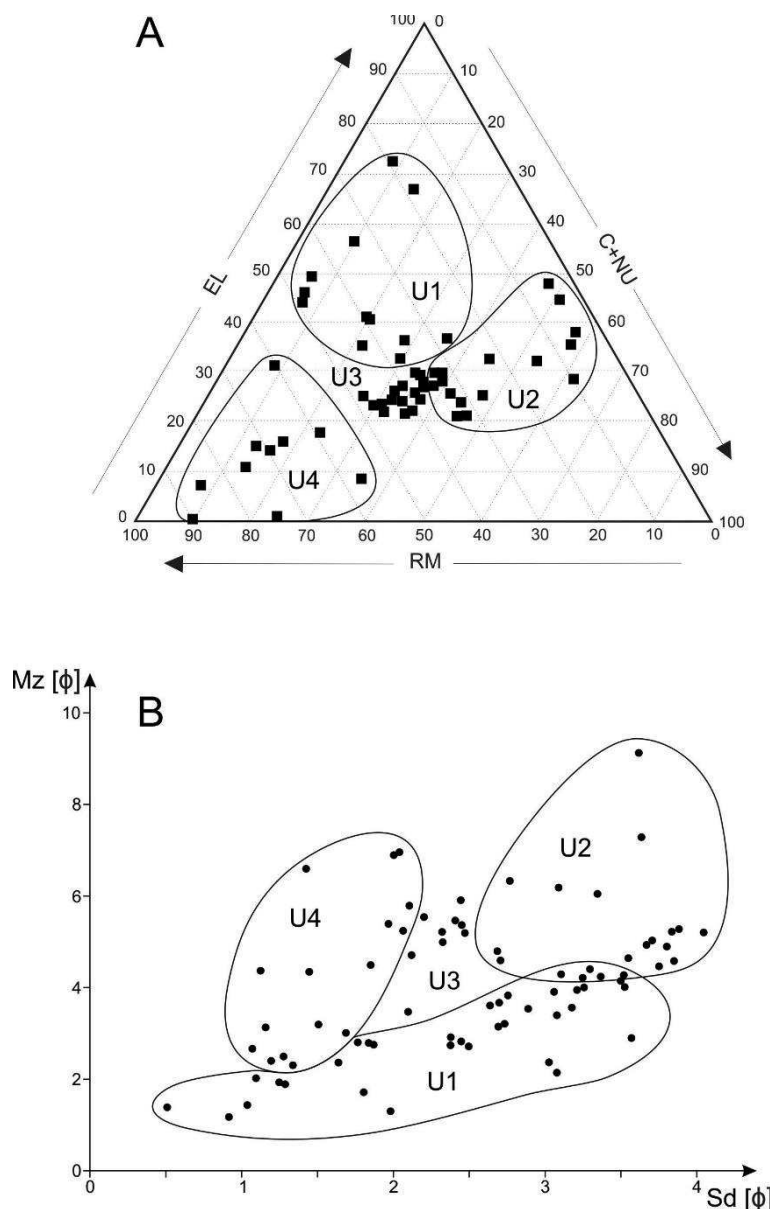 A
100 0
90 10
80 20
70 30
60 40
EL C+NU
50 U1 50
40 60
30 U3 U2 70
20 80
10 U4 90
0 100
100 90 80 70 60 50 40 30 20 10 0
RM
Mz [ϕ]
B
10
8
U2
6
U4
U3
4
U1
2
0
0 1 2 3 4
Sd [ϕ]